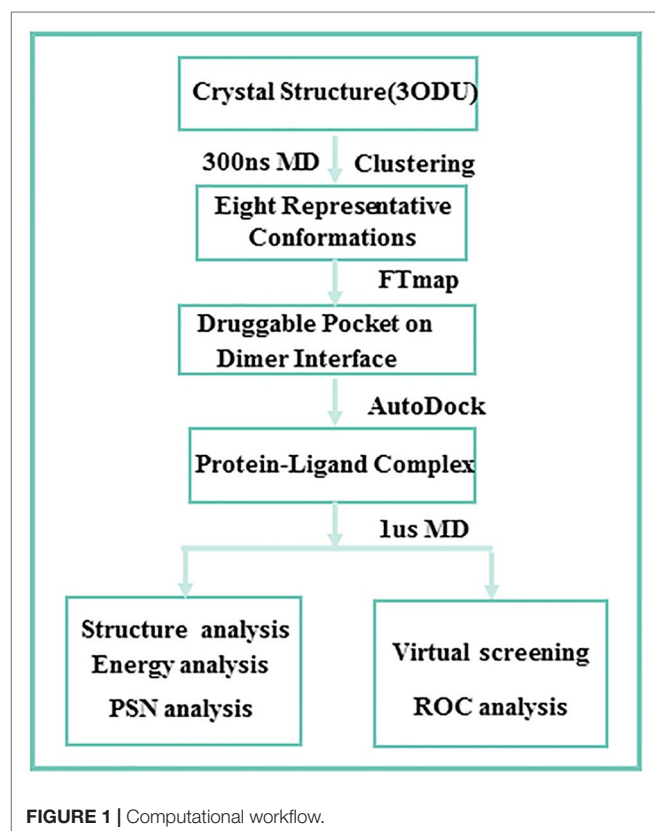 Crystal Structure(3ODU)
300ns MD Clustering
Eight Representative
Conformations
FTmap
Druggable Pocket on
Dimer Interface
AutoDock
Protein-Ligand Complex
1us MD
Structure analysis
Energy analysis
PSN analysis
Virtual screening
ROC analysis
FIGURE 1 | Computational workflow.